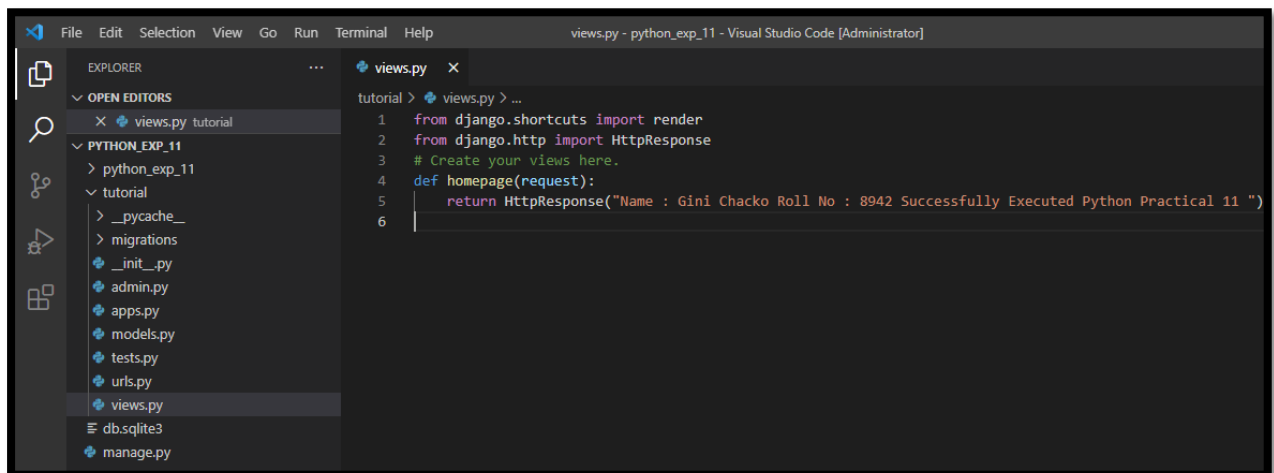 File Edit Selection View Go Run Terminal Help views.py - python_exp_11 - Visual Studio Code [Administrator]
EXPLORER ...
OPEN EDITORS
views.py tutorial
PYTHON_EXP_11
python_exp_11
tutorial
__pycache__
migrations
__init__.py
admin.py
apps.py
models.py
tests.py
urls.py
views.py
db.sqlite3
manage.py
views.py
tutorial > views.py > ...
1 from django.shortcuts import render
2 from django.http import HttpResponse
3 # Create your views here.
4 def homepage(request):
5 return HttpResponse("Name : Gini Chacko Roll No : 8942 Successfully Executed Python Practical 11 ")
6